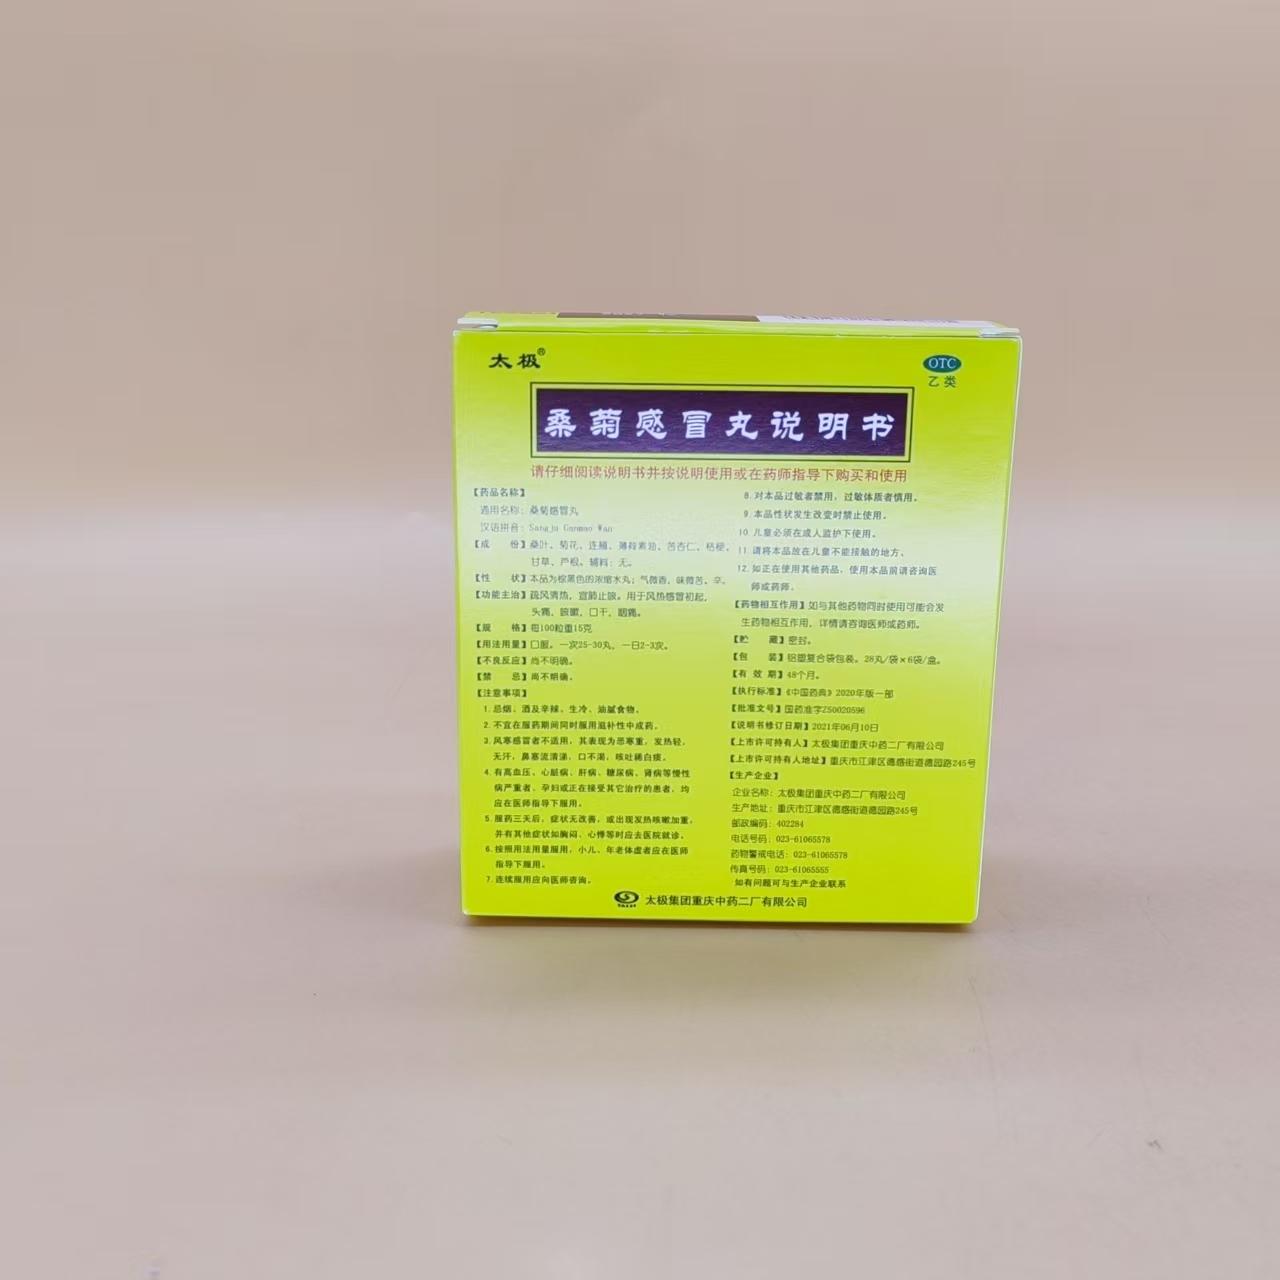 太极®
OTC
乙类
桑菊感冒丸说明书
请仔细阅读说明书并按说明使用或在药师指导下购买和使用
【药品名称】
通用名称：桑菊感冒丸
汉语拼音：Sangju Ganmao Wan
【成 份】桑叶、菊花、连翘、薄荷素油、苦杏仁、桔梗、
甘草、芦根。辅料：无。
【性 状】本品为棕黑色的浓缩水丸；气微香，味微苦、辛。
【功能主治】疏风清热，宣肺止咳。用于风热感冒初起，
头痛，咳嗽，口干，咽痛。
【规 格】每100粒重15克
【用法用量】口服。一次25-30丸，一日2-3次。
【不良反应】尚不明确。
【禁 忌】尚不明确。
【注意事项】
1.忌烟、酒及辛辣、生冷、油腻食物。
2.不宜在服药期间同时服用滋补性中成药。
3.风寒感冒者不适用，其表现为恶寒重，发热轻，
无汗，鼻塞流清涕，口不渴，咳吐稀白痰。
4.有高血压、心脏病、肝病、糖尿病、肾病等慢性
病严重者、孕妇或正在接受其它治疗的患者，均
应在医师指导下服用。
5.服药三天后，症状无改善，或出现发热咳嗽加重，
并有其他症状如胸闷、心悸等时应去医院就诊。
6.按照用法用量服用，小儿、年老体虚者应在医师
指导下服用。
7.连续服用应向医师咨询。
8.对本品过敏者禁用，过敏体质者慎用。
9.本品性状发生改变时禁止使用。
10.儿童必须在成人监护下使用。
11.请将本品放在儿童不能接触的地方。
12.如正在使用其他药品，使用本品前请咨询医
师或药师。
【药物相互作用】如与其他药物同时使用可能会发
生药物相互作用，详情请咨询医师或药师。
【贮 藏】密封。
【包 装】铝塑复合袋包装。28丸/袋×6袋/盒。
【有 效 期】48个月。
【执行标准】《中国药典》2020年版一部
【批准文号】国药准字Z50020596
【说明书修订日期】2021年06月10日
【上市许可持有人】太极集团重庆中药二厂有限公司
【上市许可持有人地址】重庆市江津区德感街道德园路245号
【生产企业】
企业名称：太极集团重庆中药二厂有限公司
生产地址：重庆市江津区德感街道德园路245号
邮政编码：402284
电话号码：023-61065578
药物警戒电话：023-61065578
传真号码：023-61065555
如有问题可与生产企业联系
太极集团重庆中药二厂有限公司